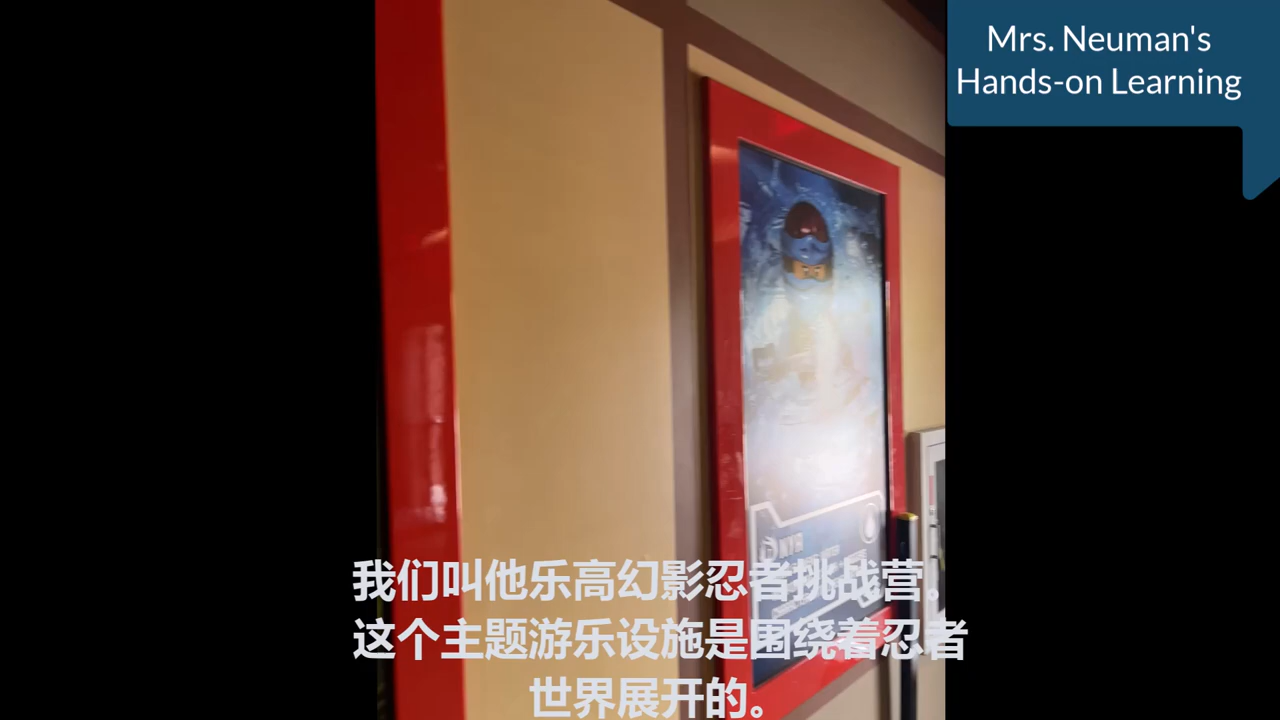 Mrs. Neuman's
Hands-on Learning
NYA
我们叫他乐高幻影忍者挑战营。
这个主题游乐设施是围绕着忍者
世界展开的。